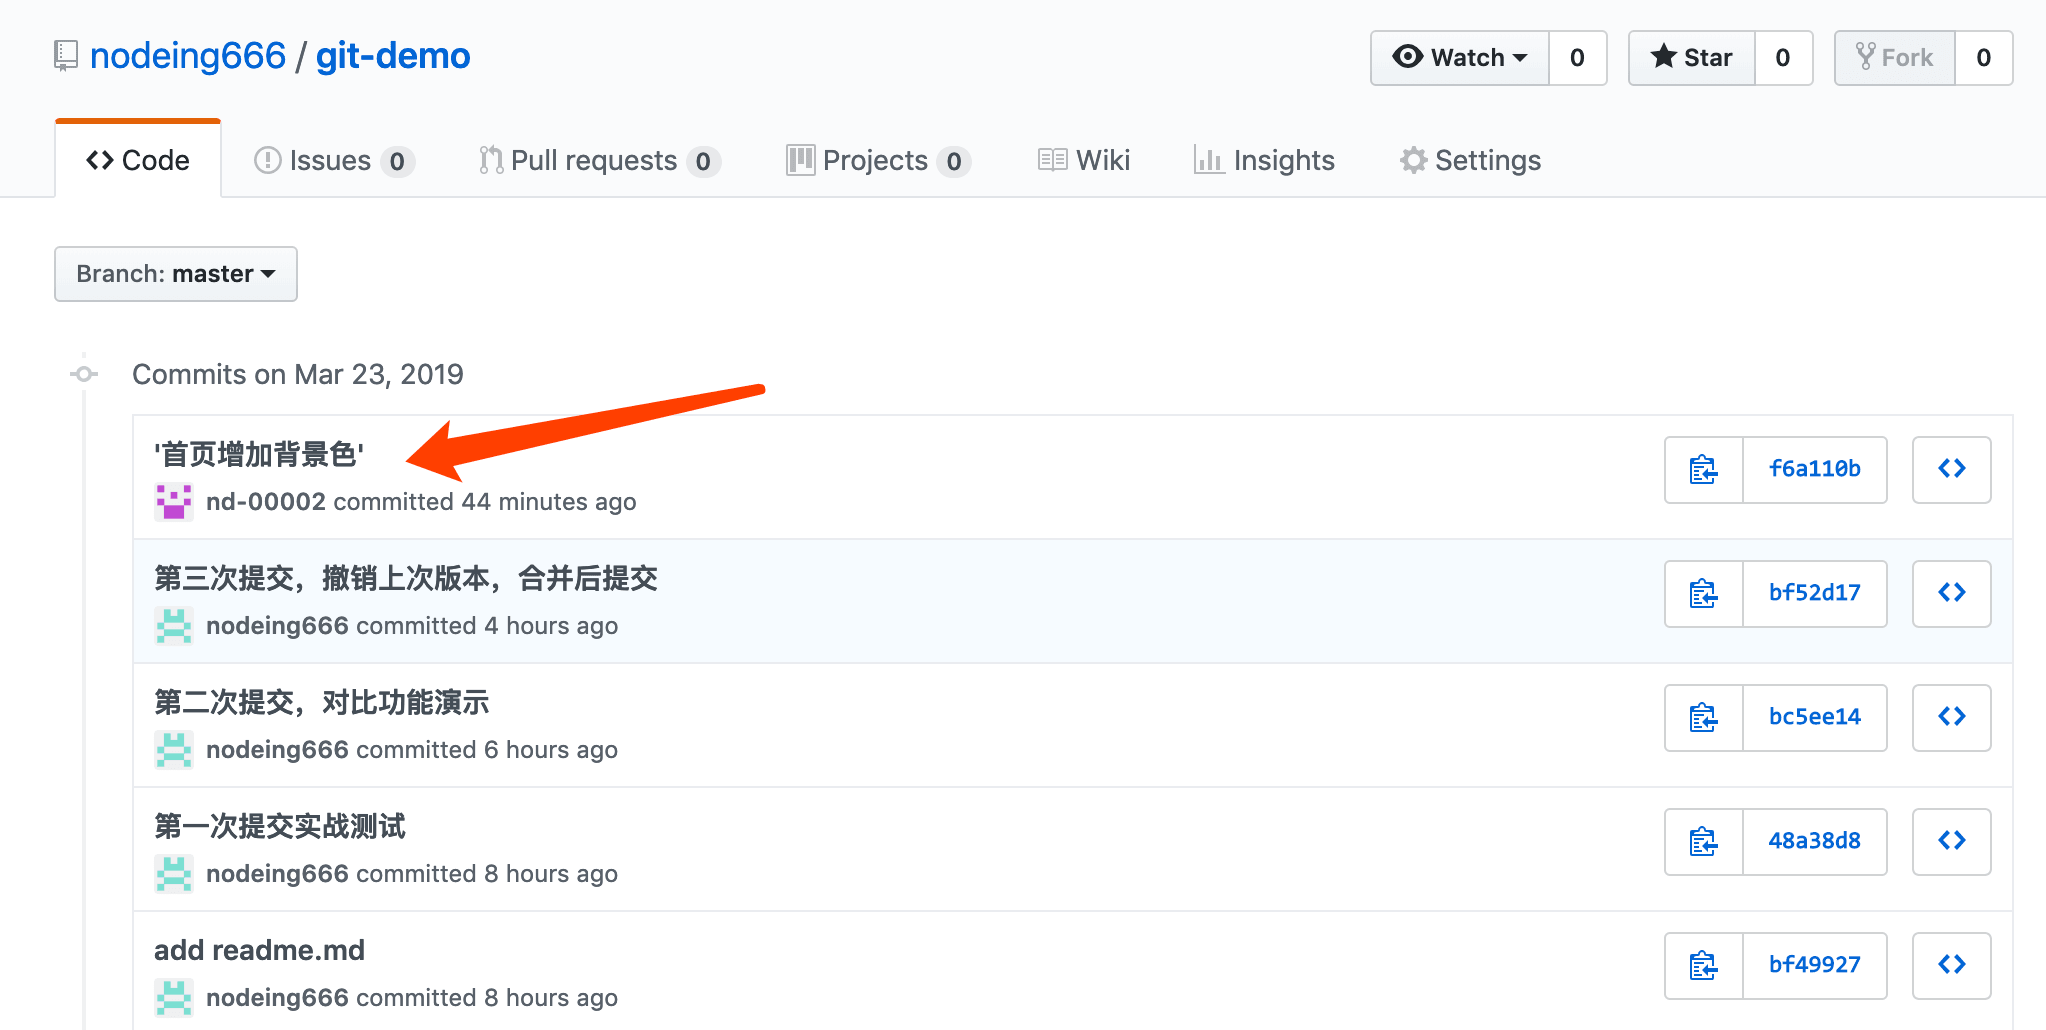 nodeing666 / git-demo
Watch 0 Star 0 Fork 0
Code Issues 0 Pull requests 0 Projects 0 Wiki Insights Settings
Branch: master
Commits on Mar 23, 2019
'首页增加背景色'
nd-00002 committed 44 minutes ago
f6a110b
第三次提交，撤销上次版本，合并后提交
nodeing666 committed 4 hours ago
bf52d17
第二次提交，对比功能演示
nodeing666 committed 6 hours ago
bc5ee14
第一次提交实战测试
nodeing666 committed 8 hours ago
48a38d8
add readme.md
nodeing666 committed 8 hours ago
bf49927